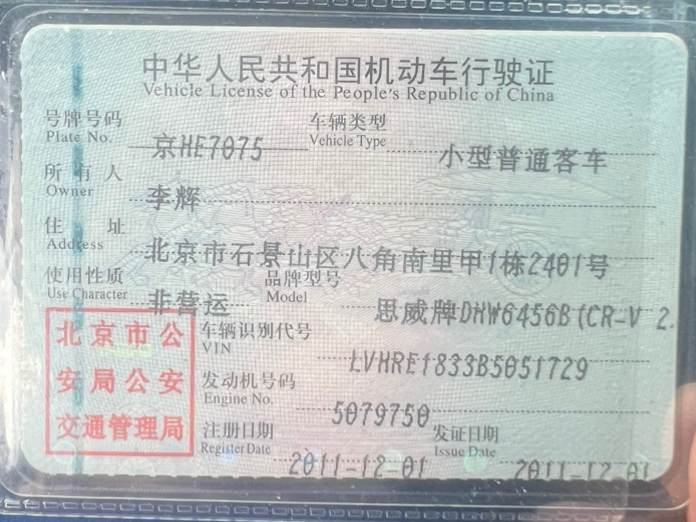 中华人民共和国机动车行驶证
Vehicle License of the People's Republic of China
号牌号码 京HE7075 车辆类型 小型普通客车
Plate No. Vehicle Type
所有人 李辉
Owner
住址 北京市石景山区八角南里甲1栋2401号
Address
使用性质 非营运 品牌型号 思威牌DHW6456B(CR-V 2.
Use Character Model
北京市公
安局公安
交通管理局
车辆识别代号 LVHRE1833B5051729
VIN
发动机号码 5079750
Engine No.
注册日期 2011-12-01 发证日期 2011-12-01
Register Date Issue Date